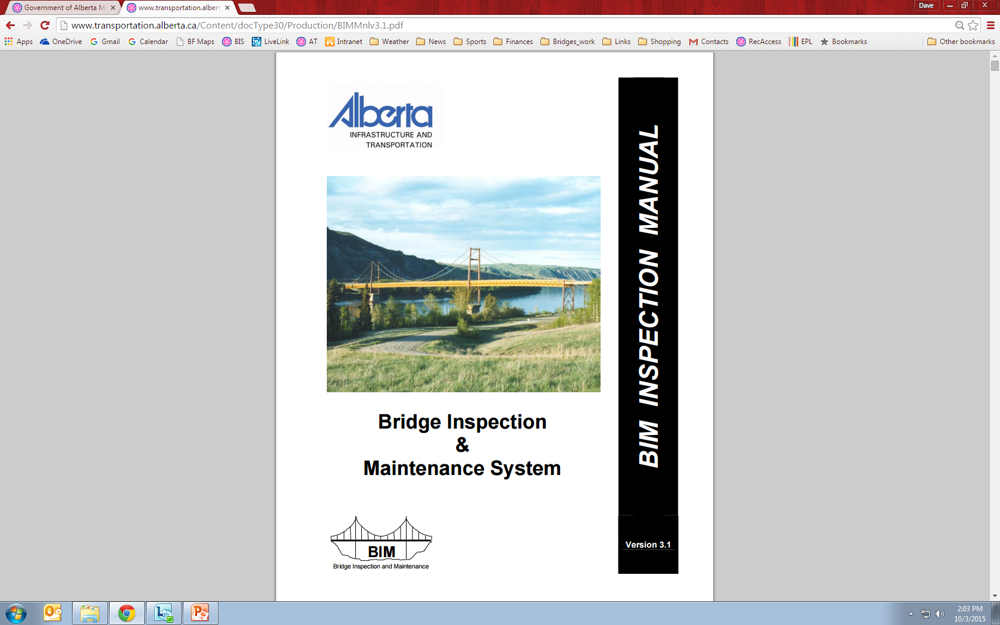 Government of Alberta M
www.transportation.albert
Dave
www.transportation.alberta.ca/Content/docType30/Production/BIMMnlv3.1.pdf
Apps OneDrive Gmail Calendar BF Maps BIS LiveLink AT Intranet Weather News Sports Finances Bridges_work Links Shopping Contacts RecAccess EPL Bookmarks Other bookmarks
Alberta
INFRASTRUCTURE AND
TRANSPORTATION
BIM INSPECTION MANUAL
Bridge Inspection
&
Maintenance System
BIM
Bridge Inspection and Maintenance
Version 3.1
2:03 PM
10/3/2015